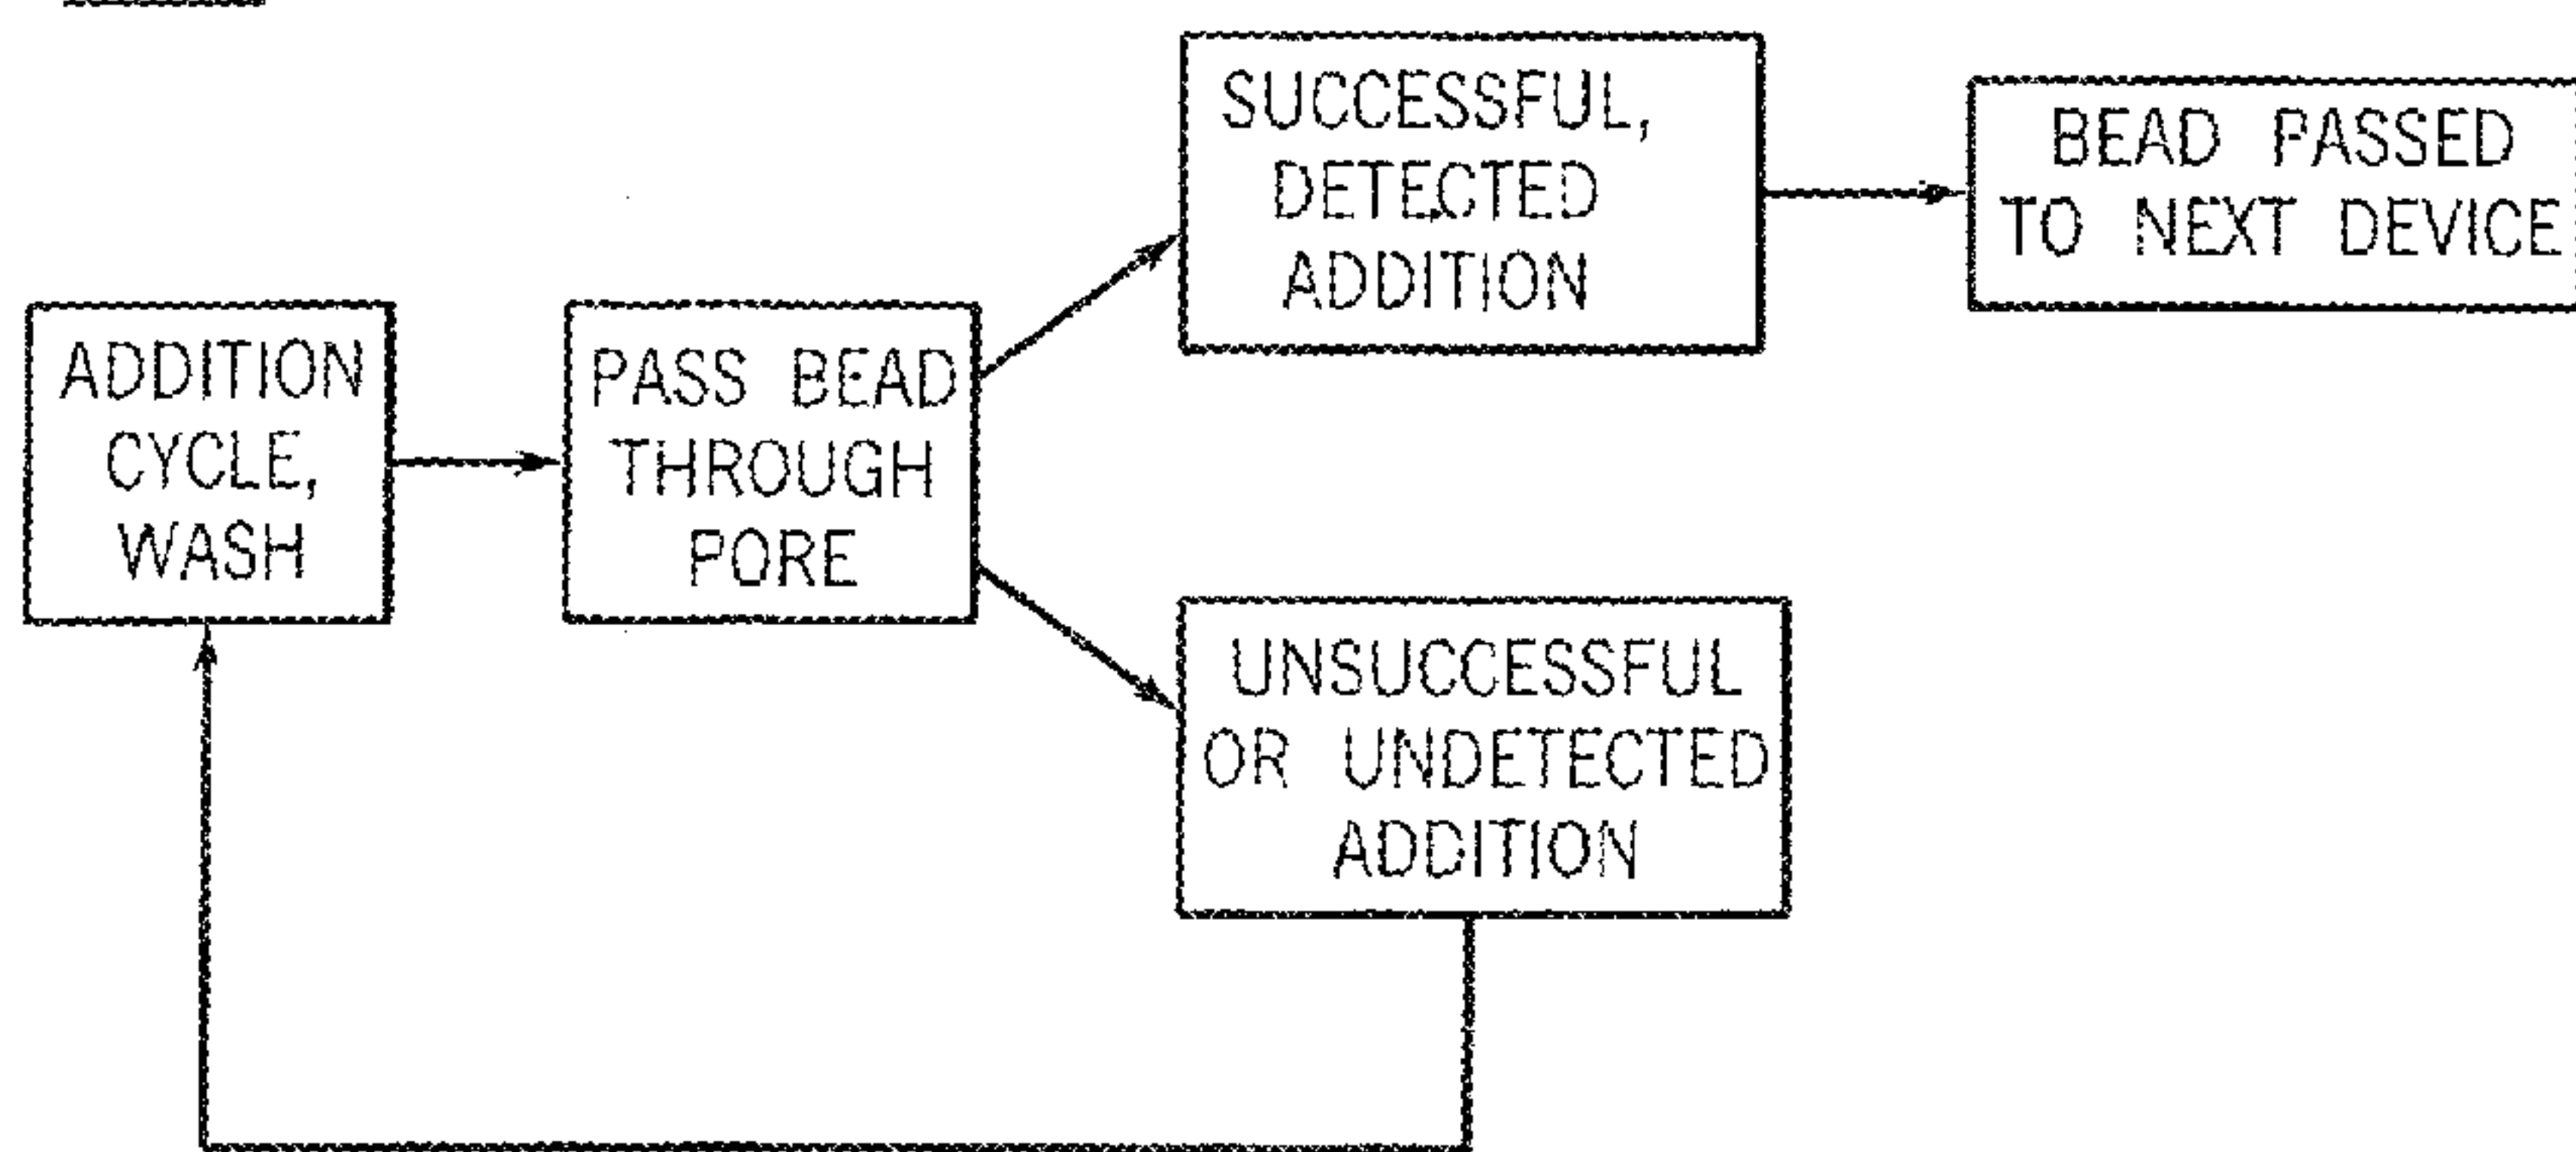 ADDITION
CYCLE,
WASH
PASS BEAD
THROUGH
PORE
SUCCESSFUL,
DETECTED
ADDITION
BEAD PASSED
TO NEXT DEVICE
UNSUCCESSFUL
OR UNDETECTED
ADDITION